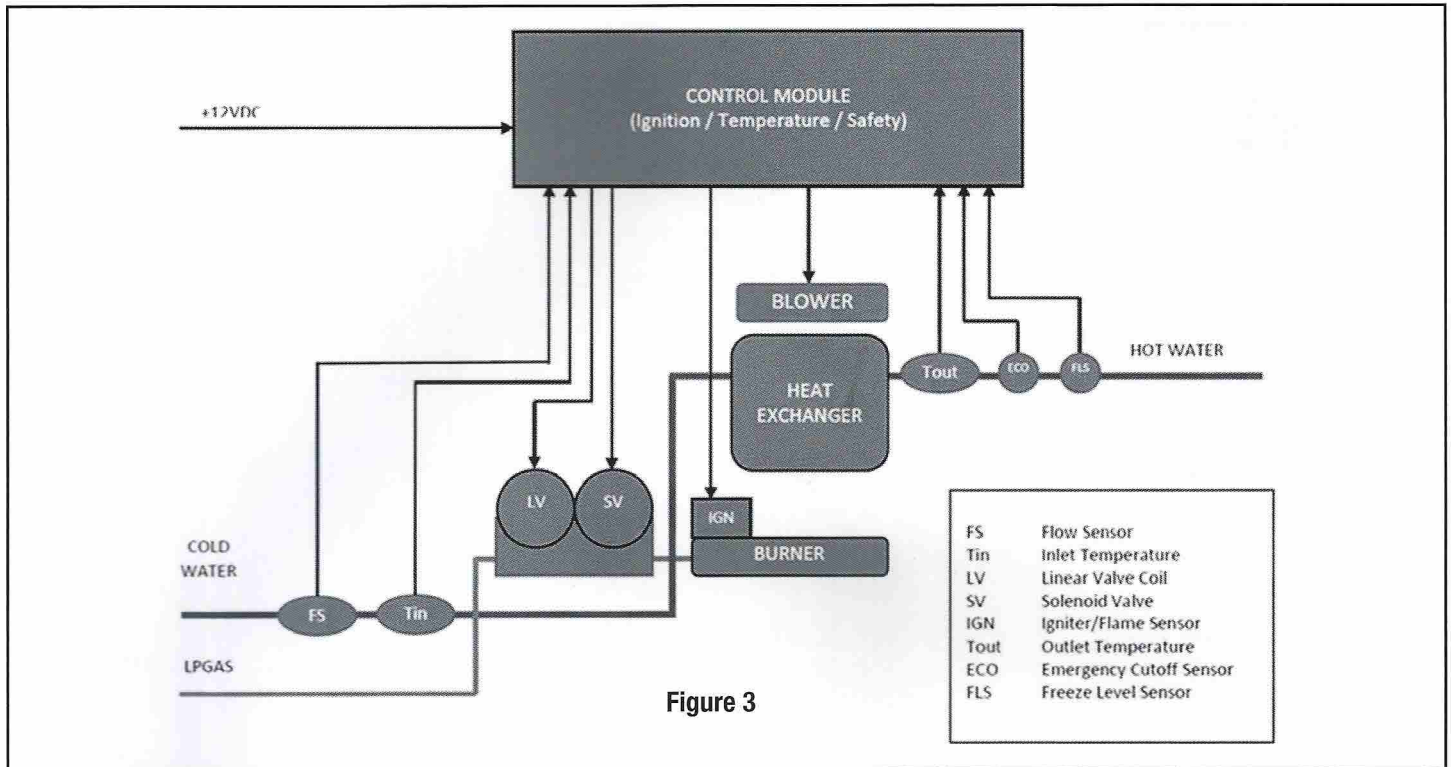 CONTROL MODULE
(Ignition / Temperature / Safety)
+12VDC
BLOWER
HOT WATER
Tout
ECO
FLS
HEAT
EXCHANGER
LV
SV
IGN
BURNER
COLD
WATER
FS
Tin
LPGAS
FS Flow Sensor
Tin Inlet Temperature
LV Linear Valve Coil
SV Solenoid Valve
IGN Igniter/Flame Sensor
Tout Outlet Temperature
ECO Emergency Cutoff Sensor
FLS Freeze Level Sensor
Figure 3